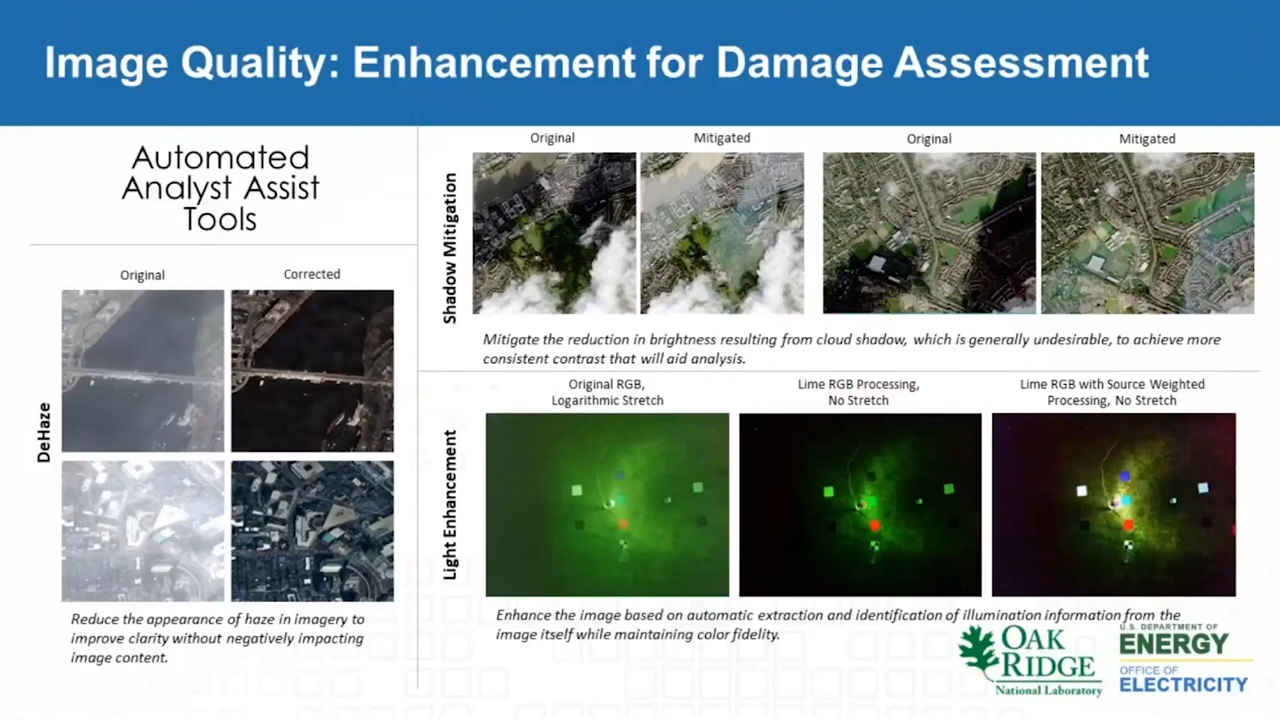 Image Quality: Enhancement for Damage Assessment
Automated
Analyst Assist
Tools
Original
Corrected
DeHaze
Reduce the appearance of haze in imagery to
improve clarity without negatively impacting
image content.
Original
Mitigated
Original
Mitigated
Shadow Mitigation
Mitigate the reduction in brightness resulting from cloud shadow, which is generally undesirable, to achieve more
consistent contrast that will aid analysis.
Original RGB,
Logarithmic Stretch
Lime RGB Processing,
No Stretch
Lime RGB with Source Weighted
Processing, No Stretch
Light Enhancement
Enhance the image based on automatic extraction and identification of illumination information from the
image itself while maintaining color fidelity.
OAK
RIDGE
National Laboratory
U.S. DEPARTMENT OF
ENERGY
OFFICE OF
ELECTRICITY